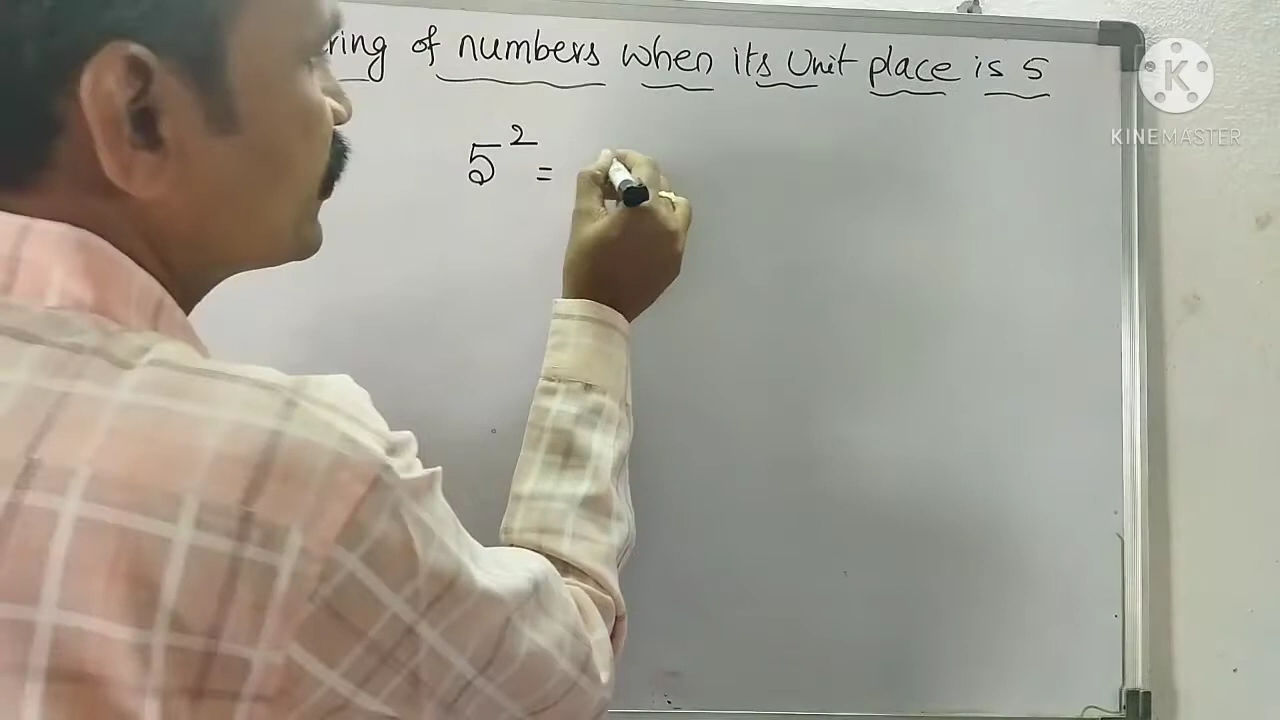 ring of numbers when its Unit place is 5
5² =
K
KINEMASTER